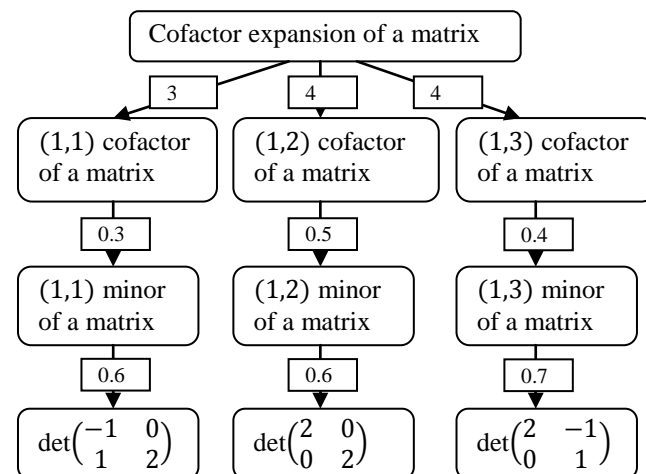 Cofactor expansion of a matrix
3 4 4
(1,1) cofactor of a matrix
(1,2) cofactor of a matrix
(1,3) cofactor of a matrix
0.3 0.5 0.4
(1,1) minor of a matrix
(1,2) minor of a matrix
(1,3) minor of a matrix
0.6 0.6 0.7
det(−1 0
1 2)
det(2 0
0 2)
det(2 −1
0 1)